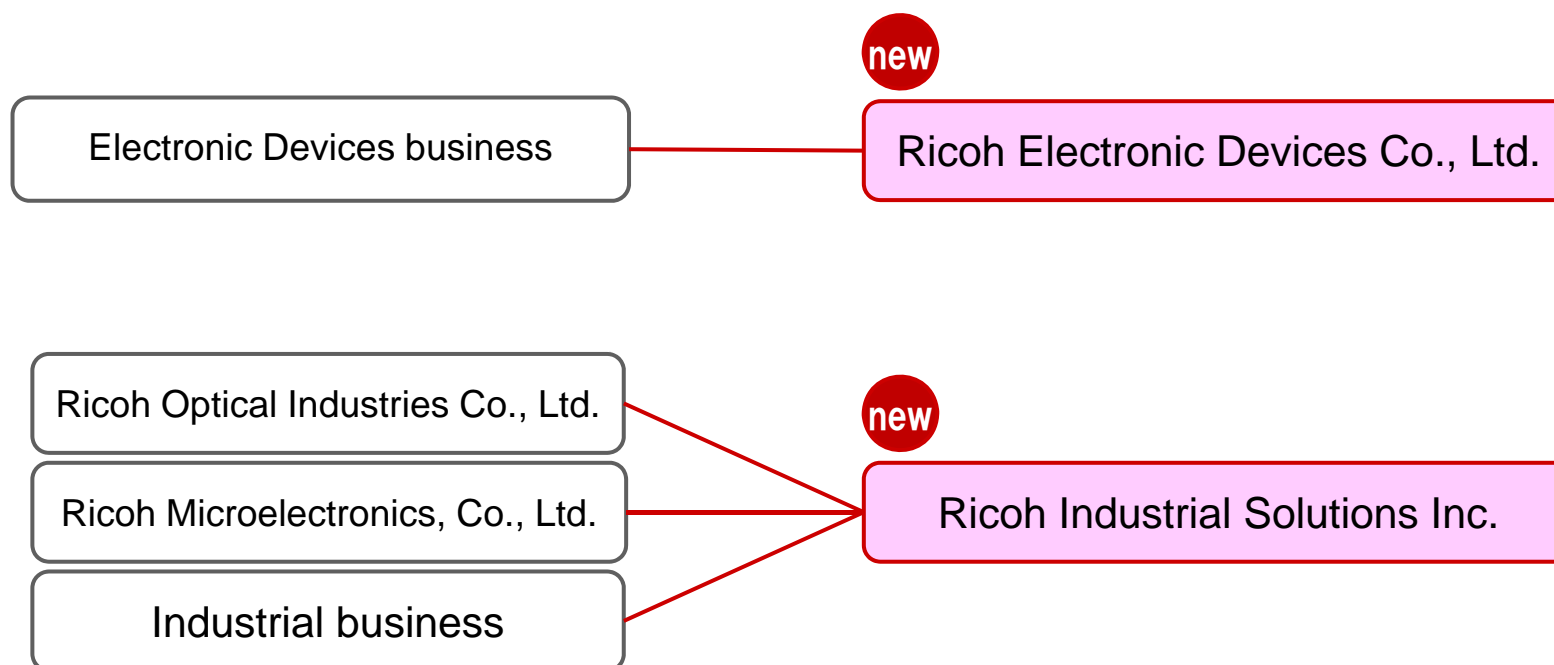 new
Electronic Devices business
Ricoh Electronic Devices Co., Ltd.
Ricoh Optical Industries Co., Ltd.
new
Ricoh Microelectronics, Co., Ltd.
Ricoh Industrial Solutions Inc.
Industrial business